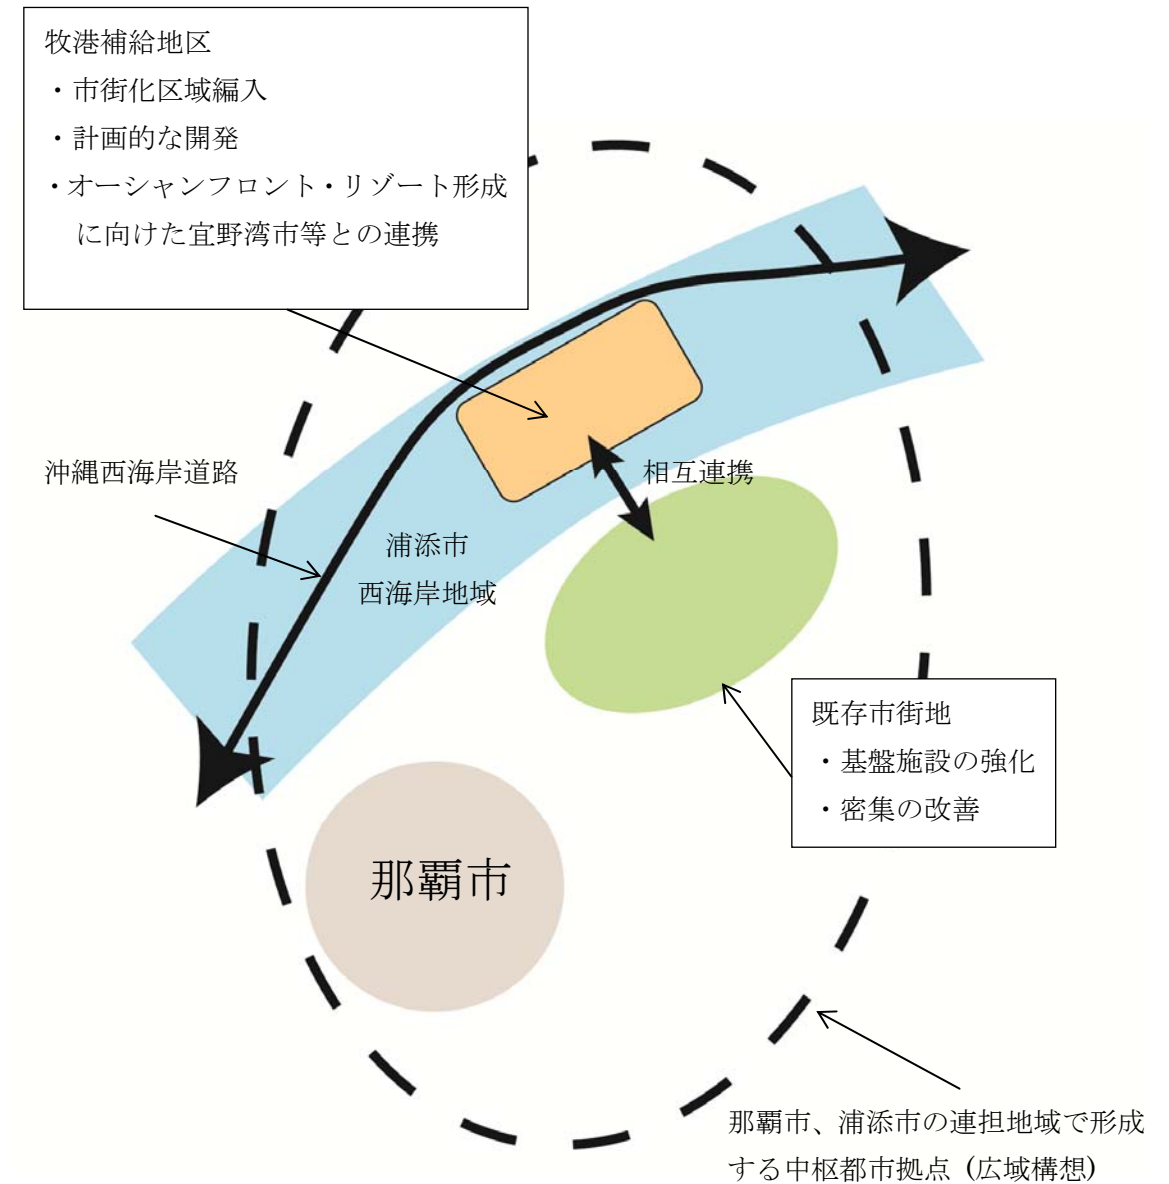 牧港補給地区
・市街化区域編入
・計画的な開発
・オーシャンフロント・リゾート形成
に向けた宜野湾市等との連携
沖縄西海岸道路
相互連携
浦添市
西海岸地域
既存市街地
・基盤施設の強化
・密集の改善
那覇市
那覇市、浦添市の連担地域で形成
する中枢都市拠点 (広域構想)